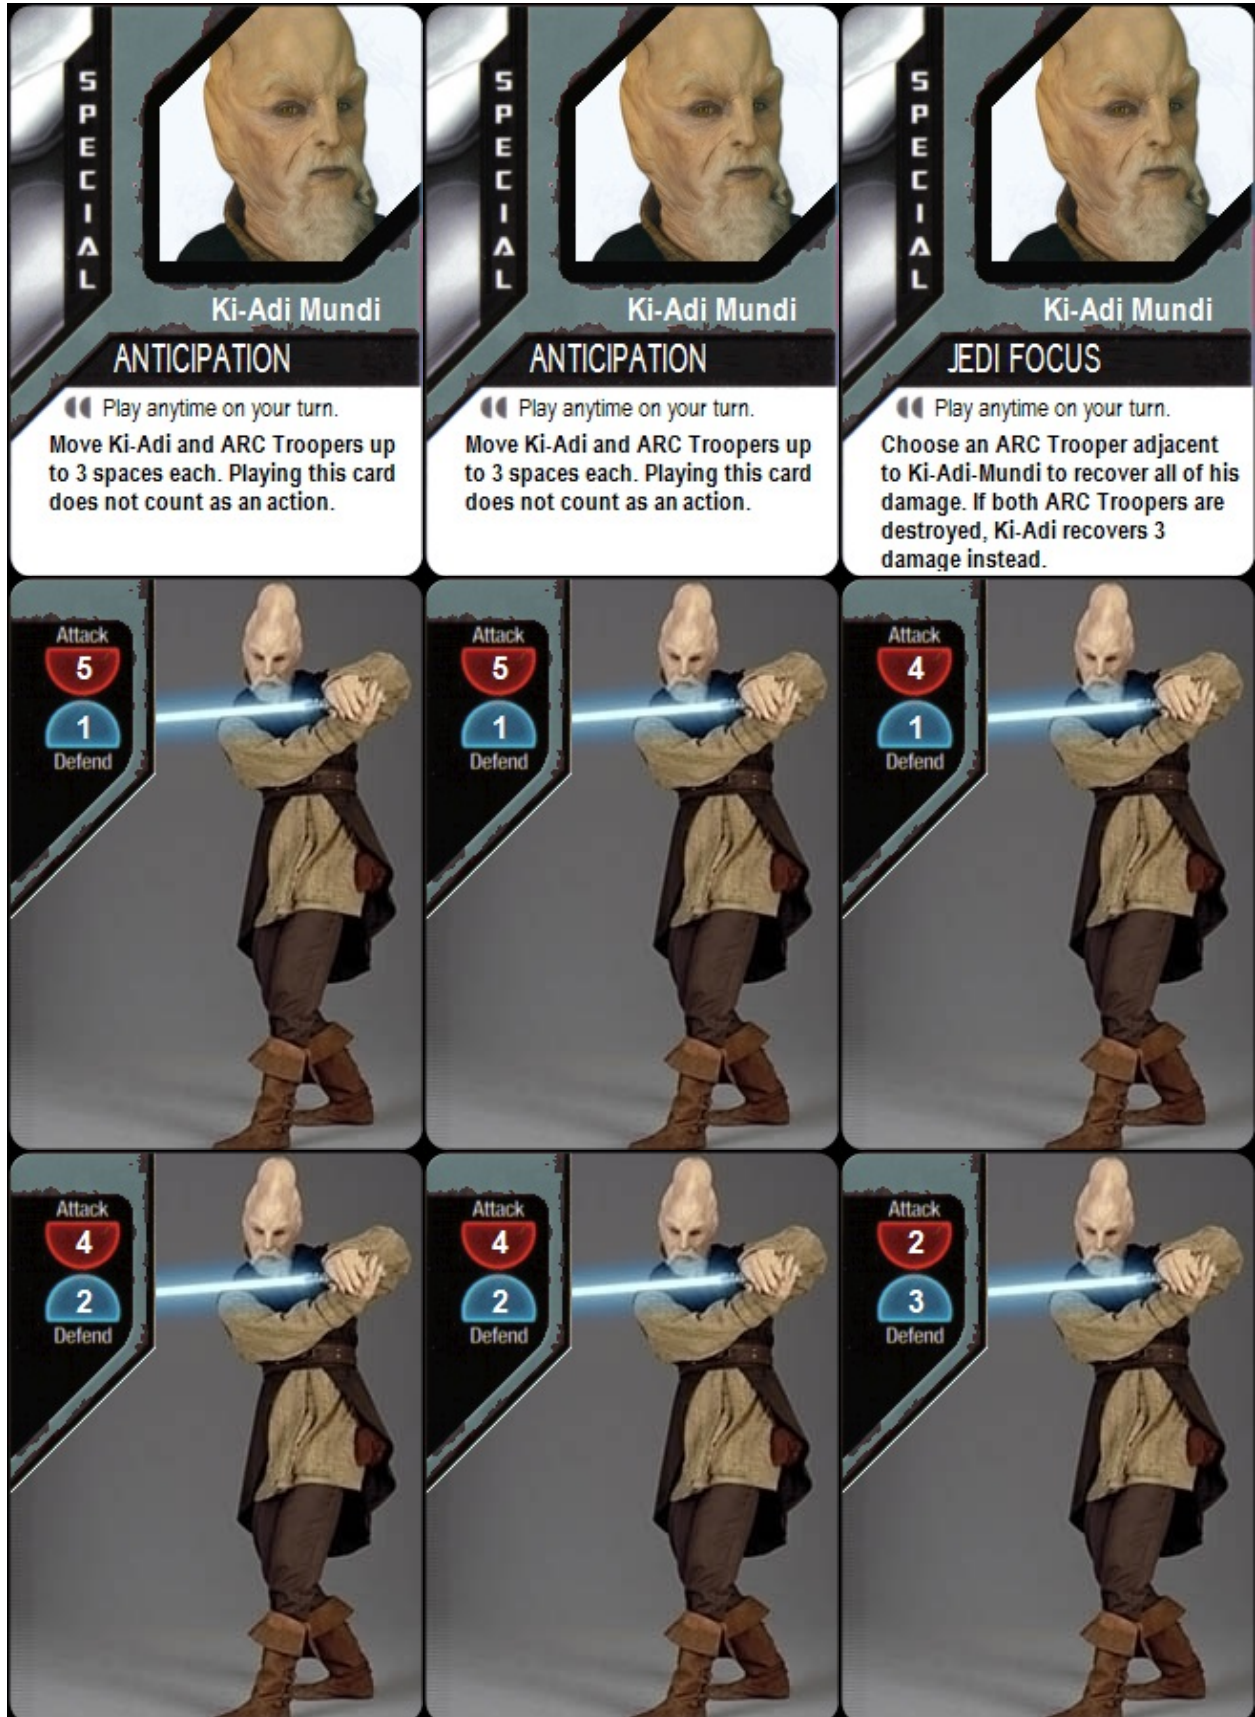 SPECIAL
Ki-Adi Mundi
ANTICIPATION
Play anytime on your turn.
Move Ki-Adi and ARC Troopers up
to 3 spaces each. Playing this card
does not count as an action.
SPECIAL
Ki-Adi Mundi
ANTICIPATION
Play anytime on your turn.
Move Ki-Adi and ARC Troopers up
to 3 spaces each. Playing this card
does not count as an action.
SPECIAL
Ki-Adi Mundi
JEDI FOCUS
Play anytime on your turn.
Choose an ARC Trooper adjacent
to Ki-Adi-Mundi to recover all of his
damage. If both ARC Troopers are
destroyed, Ki-Adi recovers 3
damage instead.
Attack
5
1
Defend
Attack
5
1
Defend
Attack
4
1
Defend
Attack
4
2
Defend
Attack
4
2
Defend
Attack
2
3
Defend